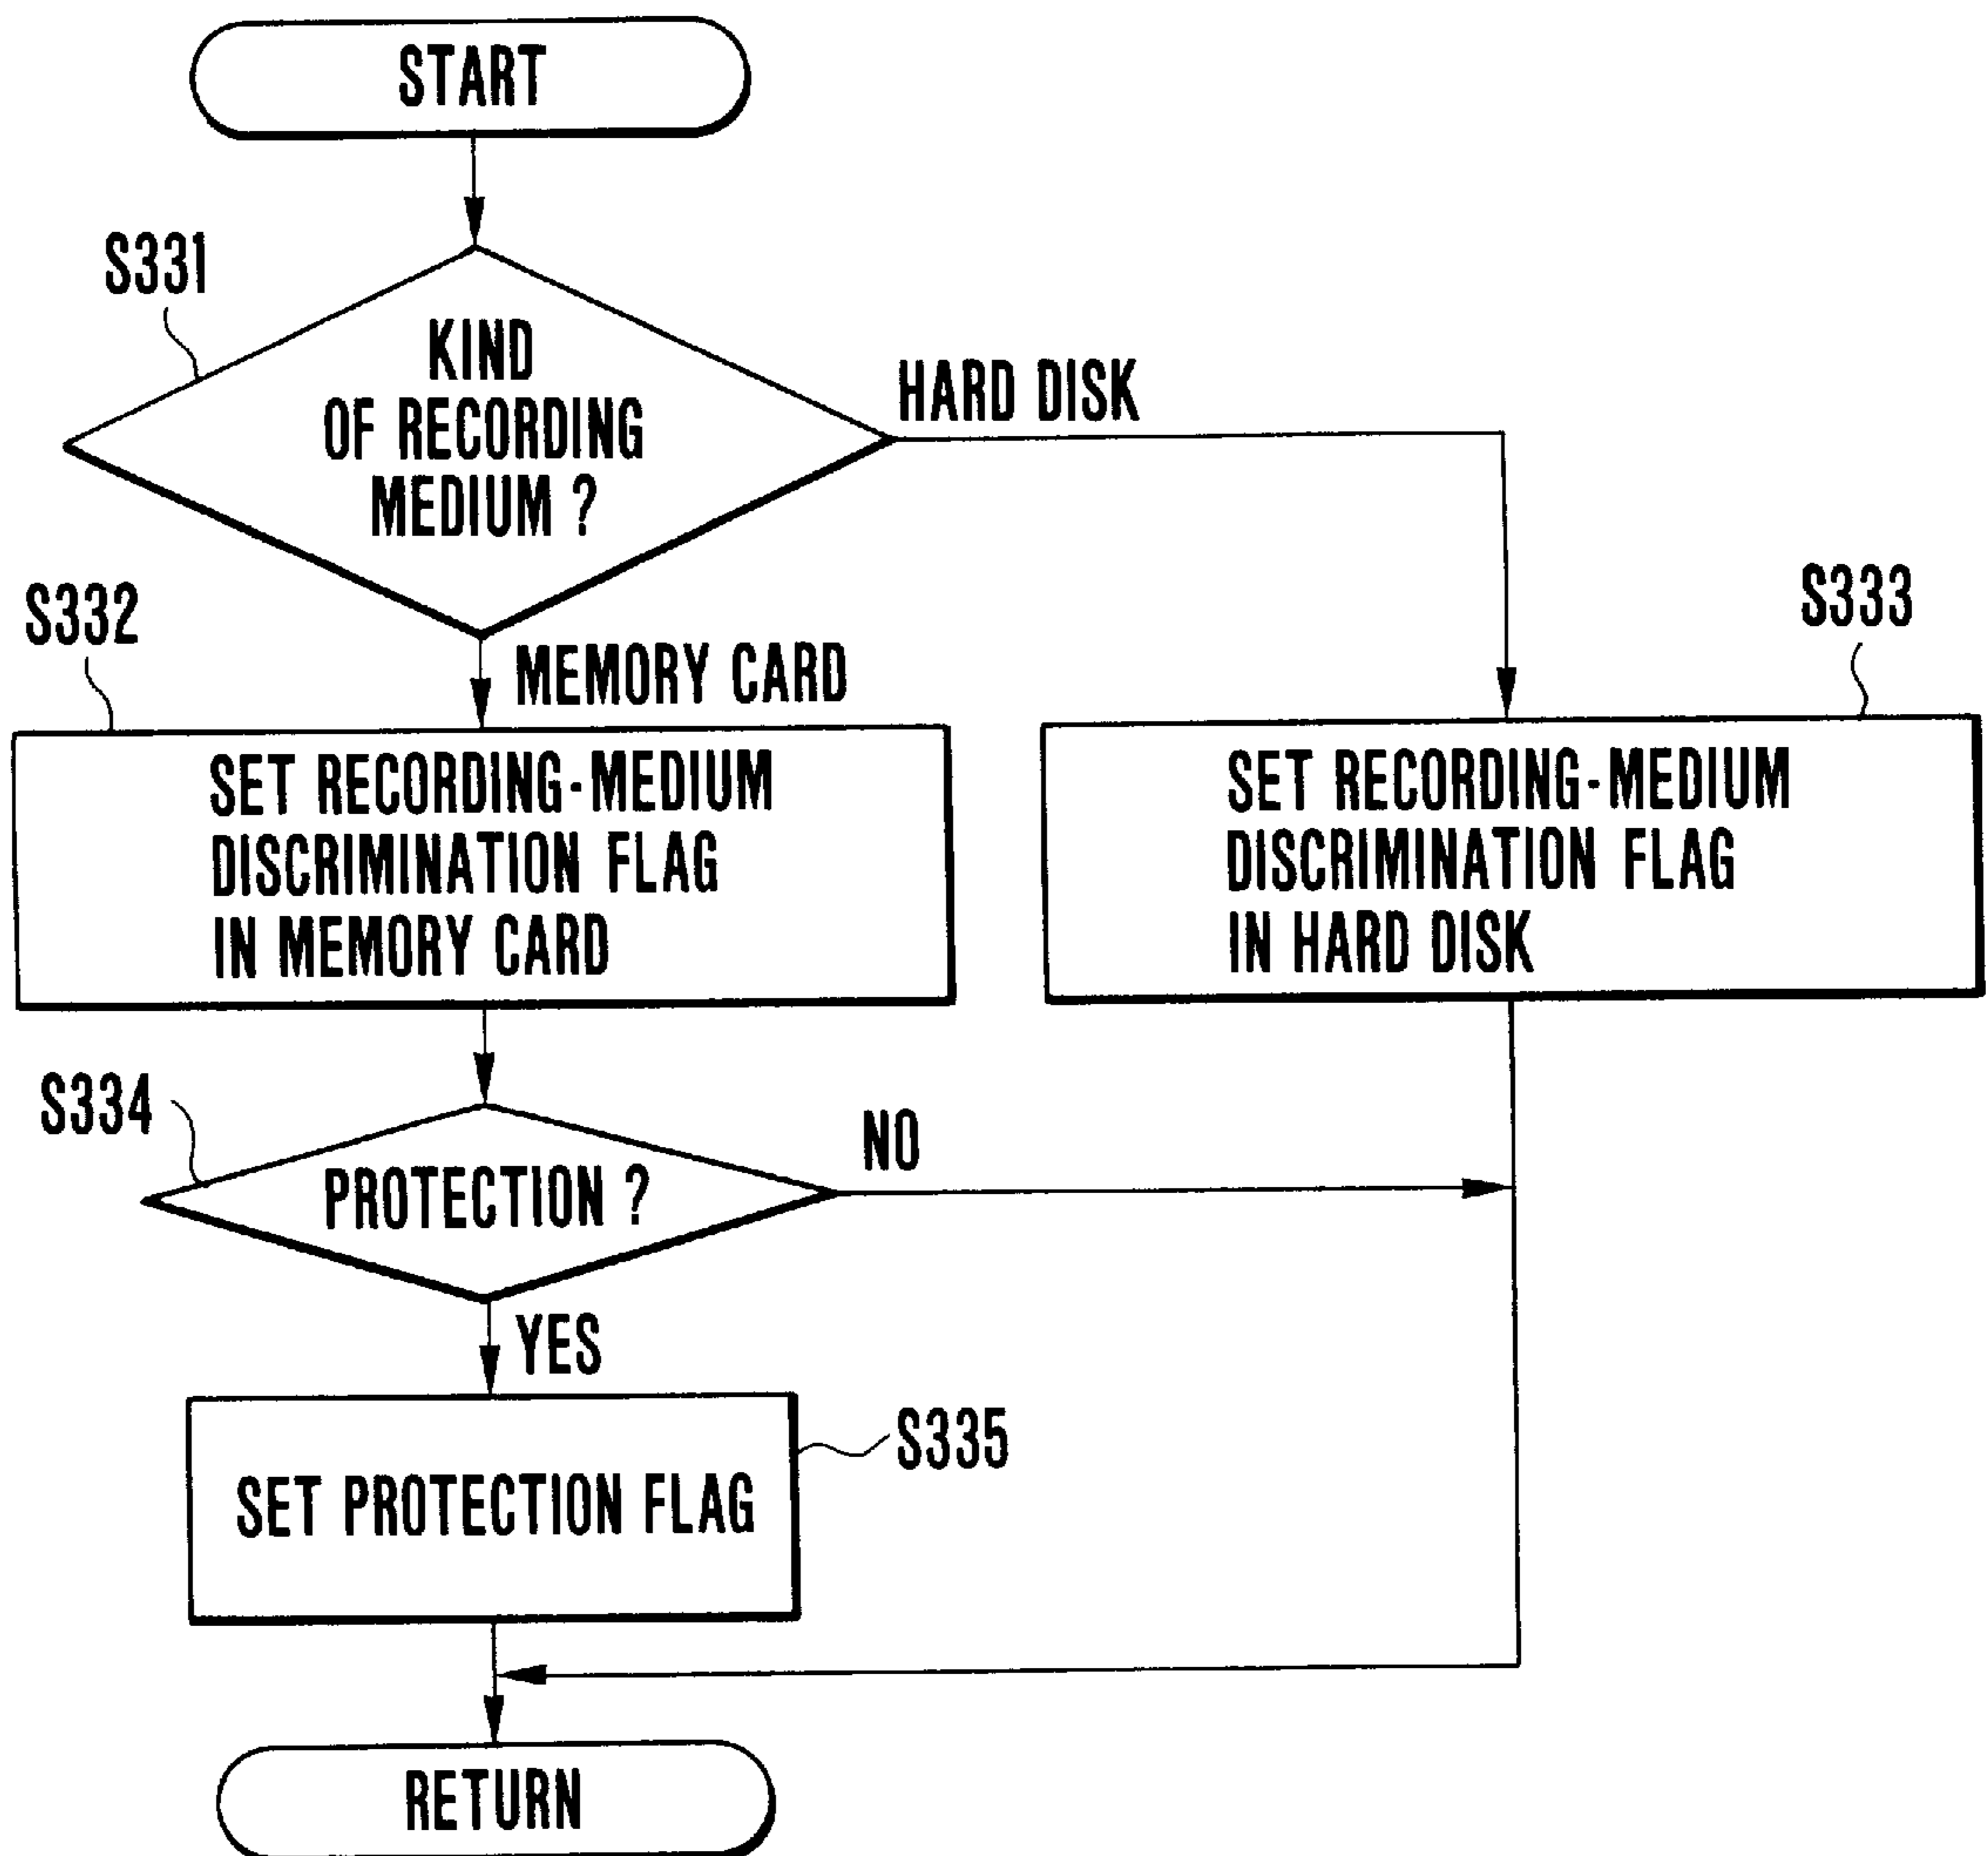 START
S331
KIND
OF RECORDING
MEDIUM ?
HARD DISK
S332
MEMORY CARD
S333
SET RECORDING-MEDIUM
DISCRIMINATION FLAG
IN MEMORY CARD
SET RECORDING-MEDIUM
DISCRIMINATION FLAG
IN HARD DISK
S334
PROTECTION ?
NO
YES
SET PROTECTION FLAG
S335
RETURN